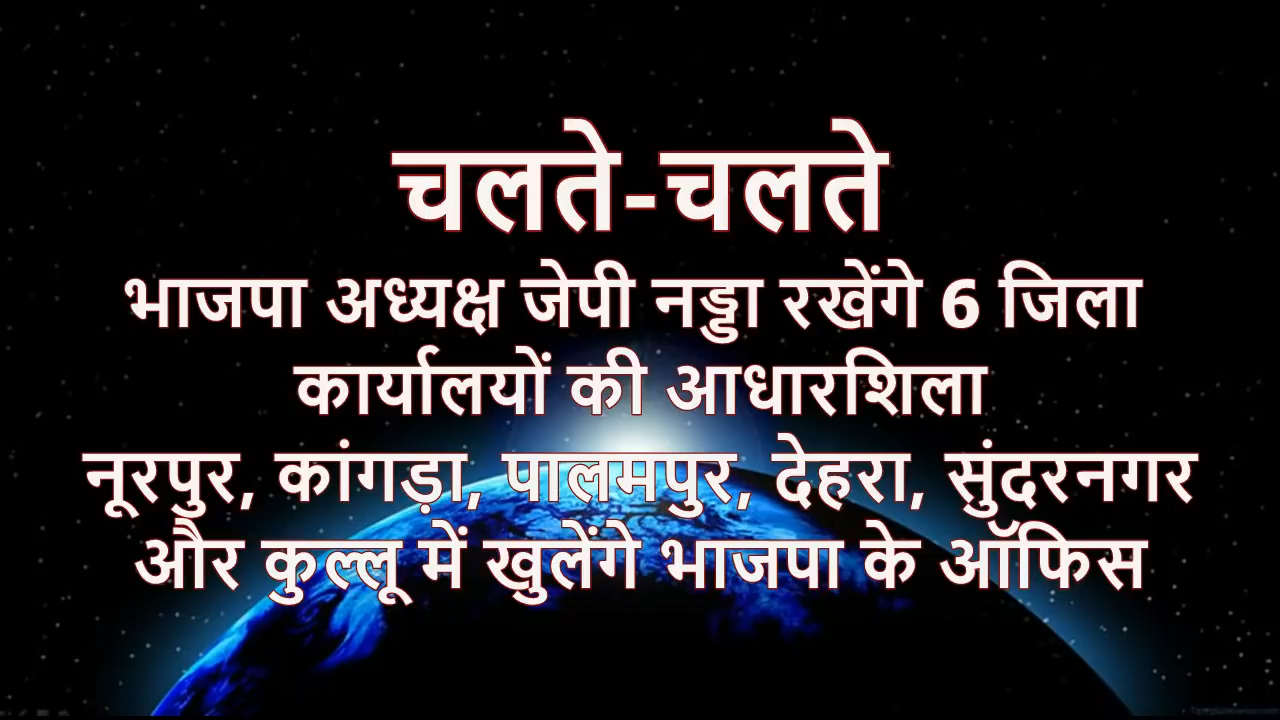 चलते-चलते
भाजपा अध्यक्ष जेपी नड्डा रखेंगे 6 जिला
कार्यालयों की आधारशिला
नूरपुर, कांगड़ा, पालमपुर, देहरा, सुंदरनगर
और कुल्लू में खुलेंगे भाजपा के ऑफिस